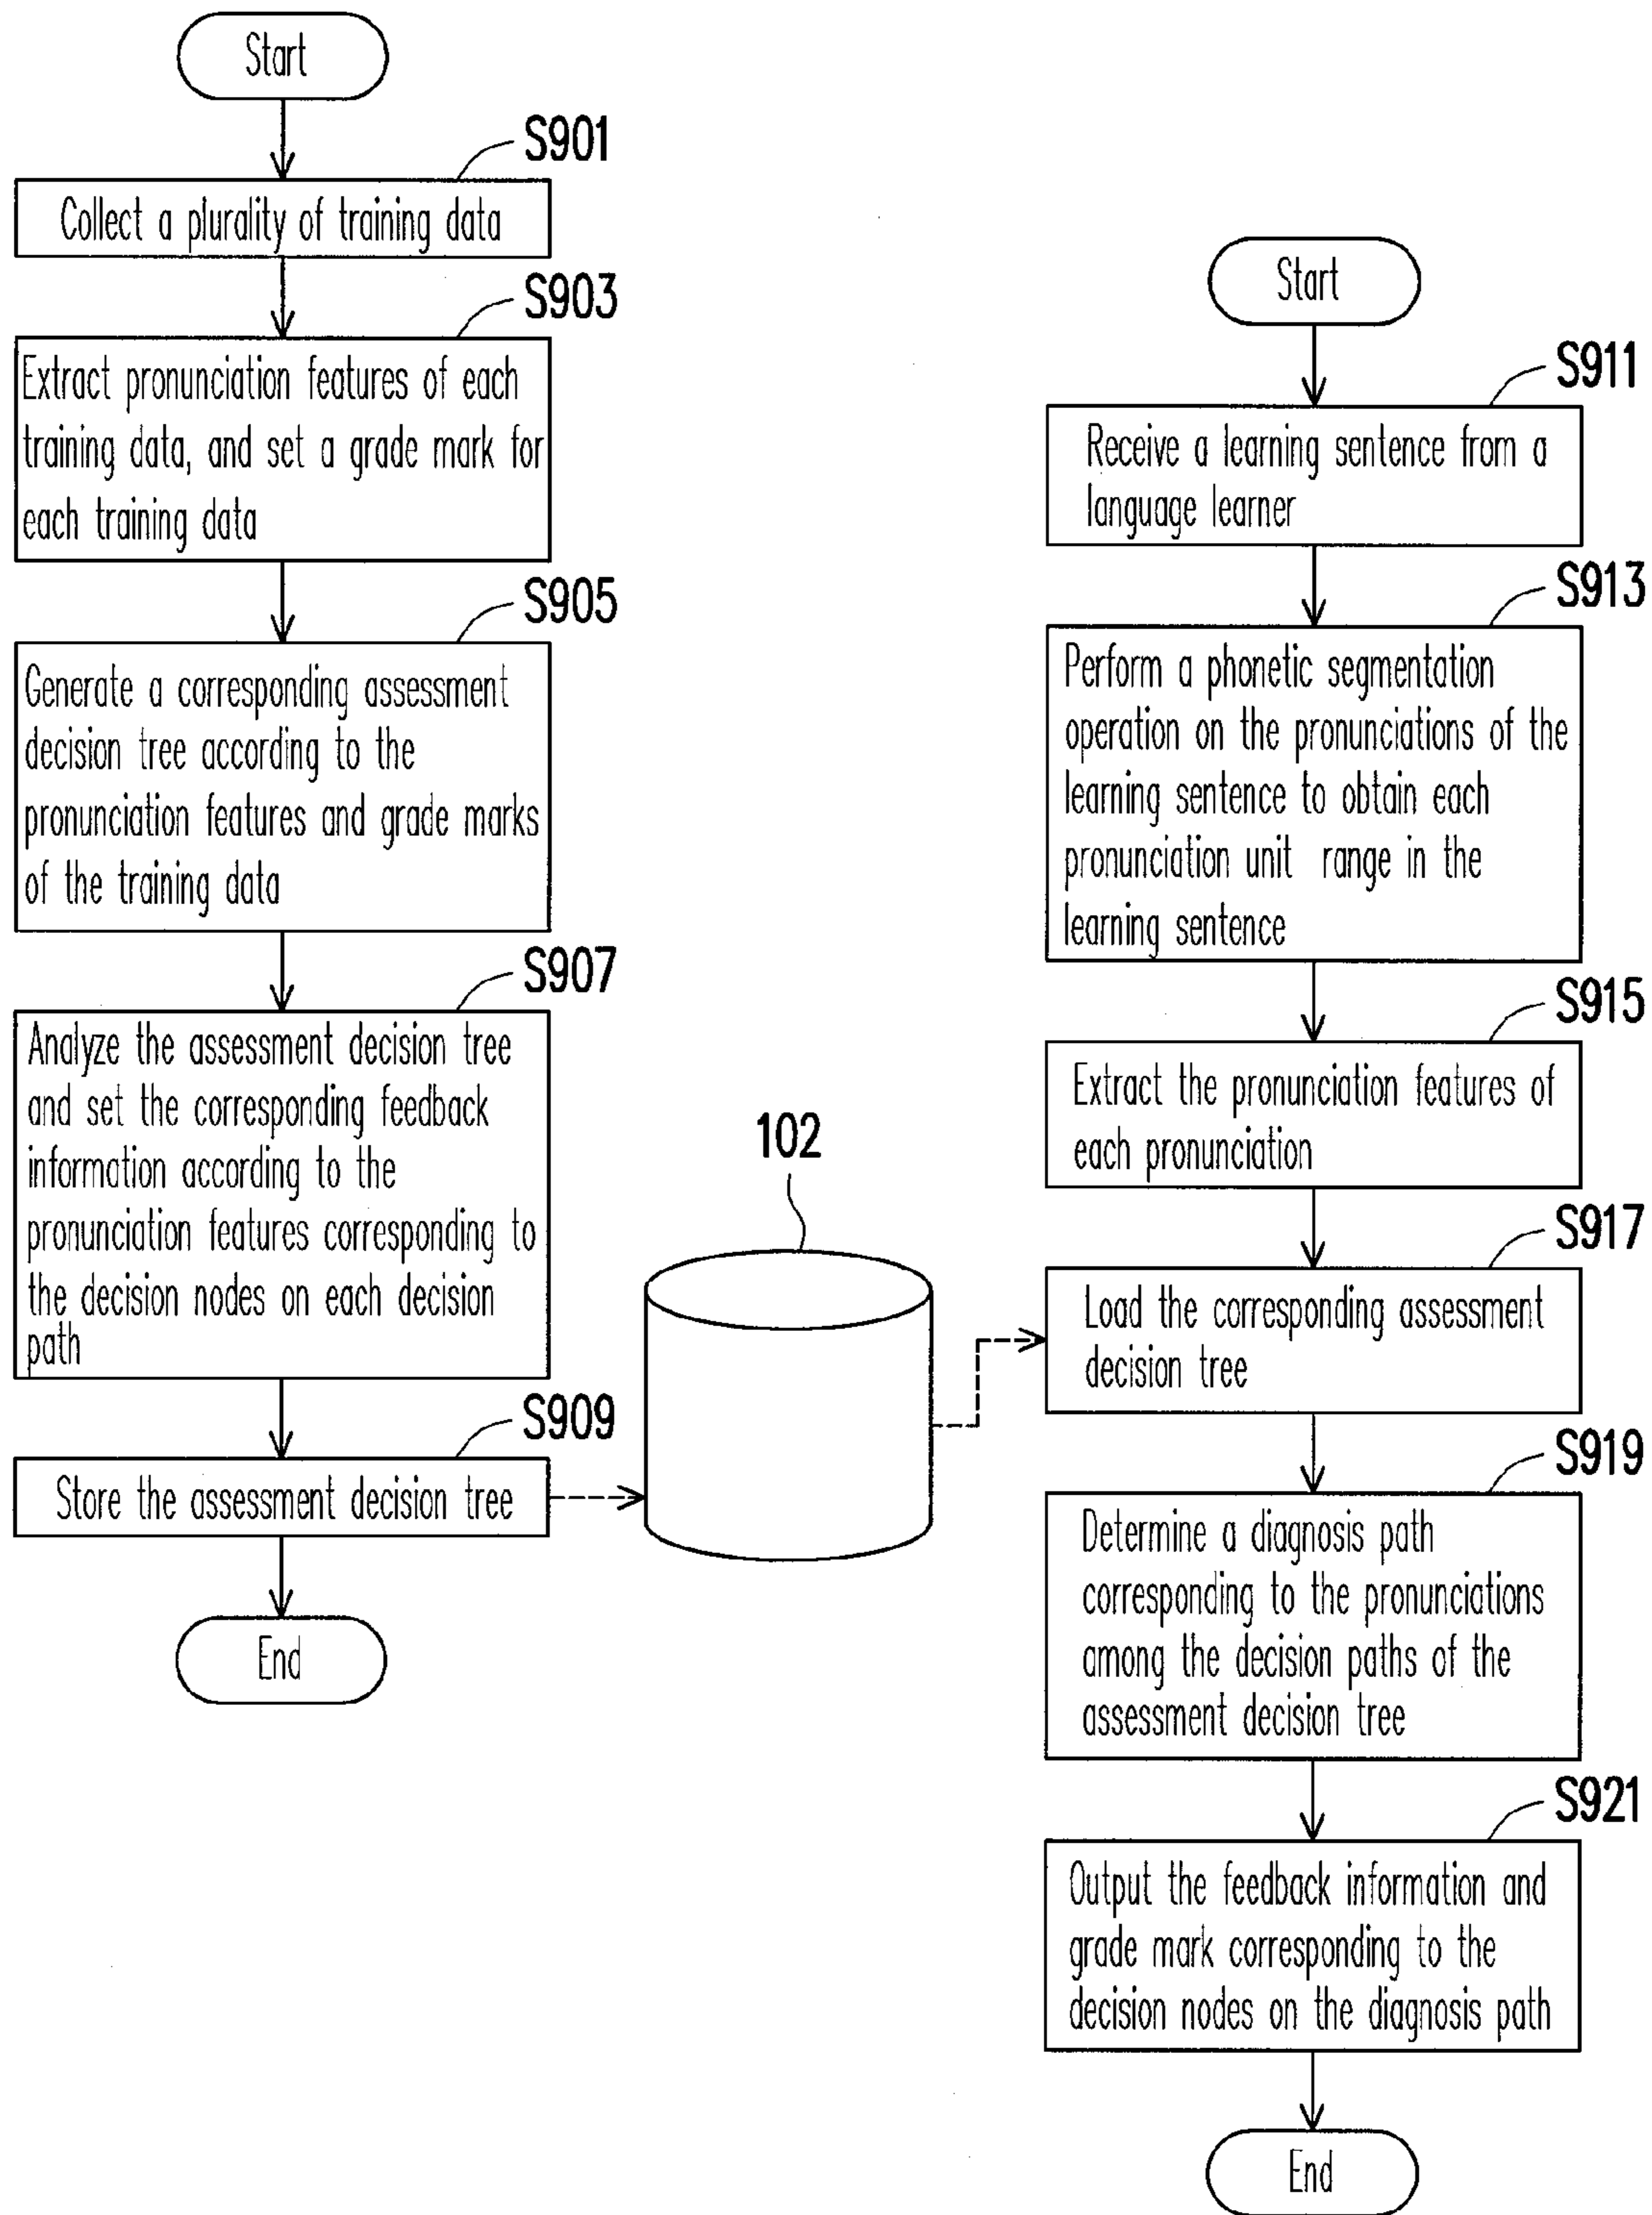 Start
S901
Collect a plurality of training data
S903
Extract pronunciation features of each
training data, and set a grade mark for
each training data
S905
Generate a corresponding assessment
decision tree according to the
pronunciation features and grade marks
of the training data
S907
Analyze the assessment decision tree
and set the corresponding feedback
information according to the
pronunciation features corresponding to
the decision nodes on each decision
path
S909
Store the assessment decision tree
End
102
Start
S911
Receive a learning sentence from a
language learner
S913
Perform a phonetic segmentation
operation on the pronunciations of the
learning sentence to obtain each
pronunciation unit range in the
learning sentence
S915
Extract the pronunciation features of
each pronunciation
S917
Load the corresponding assessment
decision tree
S919
Determine a diagnosis path
corresponding to the pronunciations
among the decision paths of the
assessment decision tree
S921
Output the feedback information and
grade mark corresponding to the
decision nodes on the diagnosis path
End